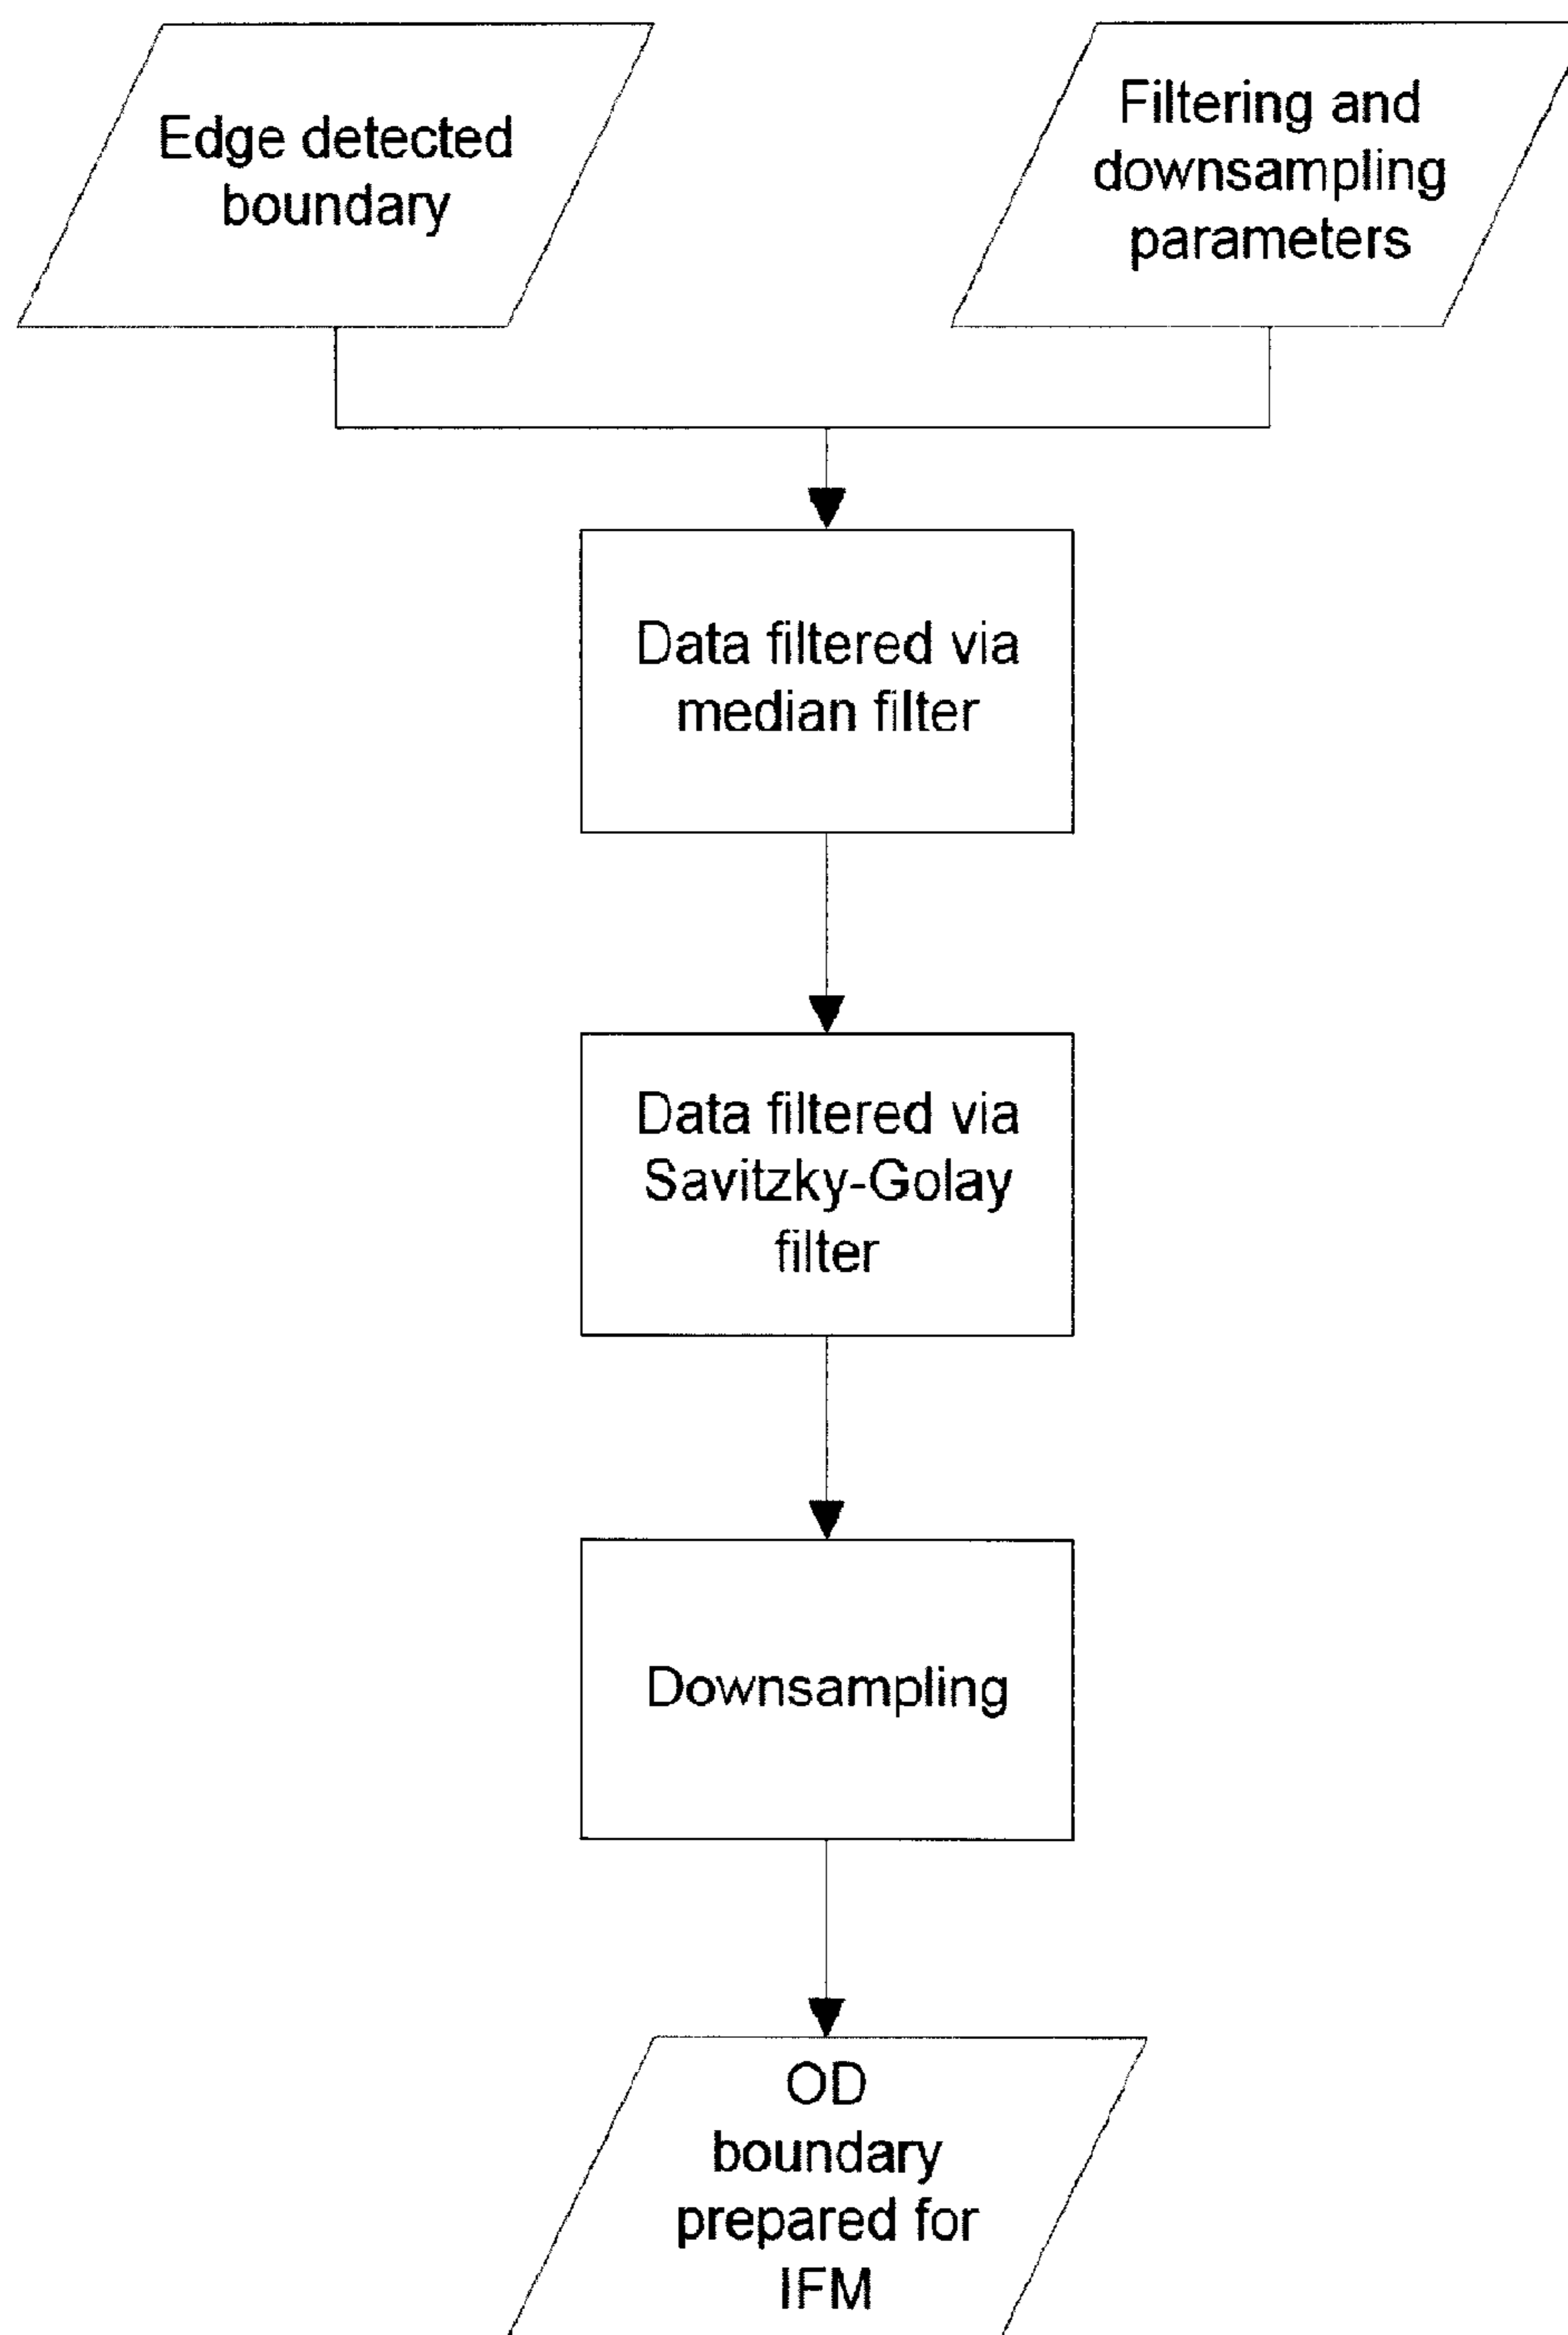 Edge detected
boundary
Filtering and
downsampling
parameters
Data filtered via
median filter
Data filtered via
Savitzky-Golay
filter
Downsampling
OD
boundary
prepared for
IFM